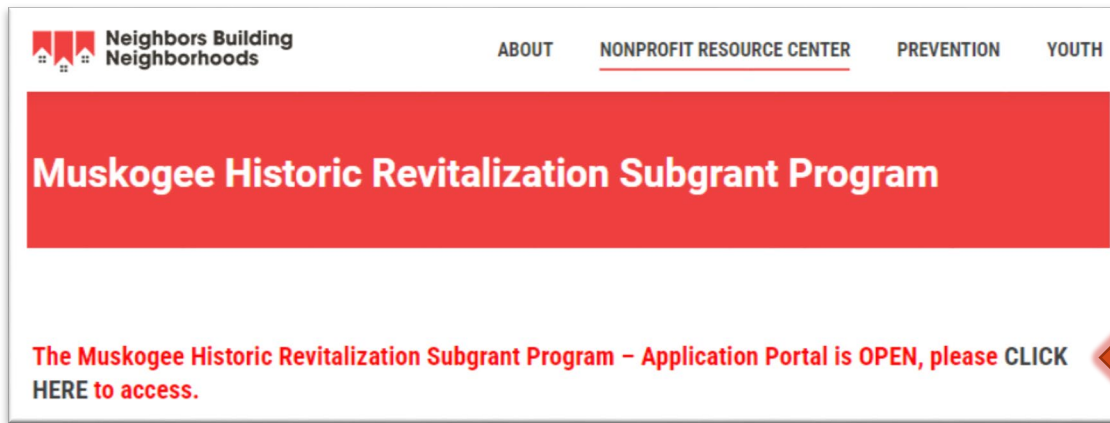 Neighbors Building
Neighborhoods
ABOUT NONPROFIT RESOURCE CENTER PREVENTION YOUTH
Muskogee Historic Revitalization Subgrant Program
The Muskogee Historic Revitalization Subgrant Program – Application Portal is OPEN, please CLICK
HERE to access.